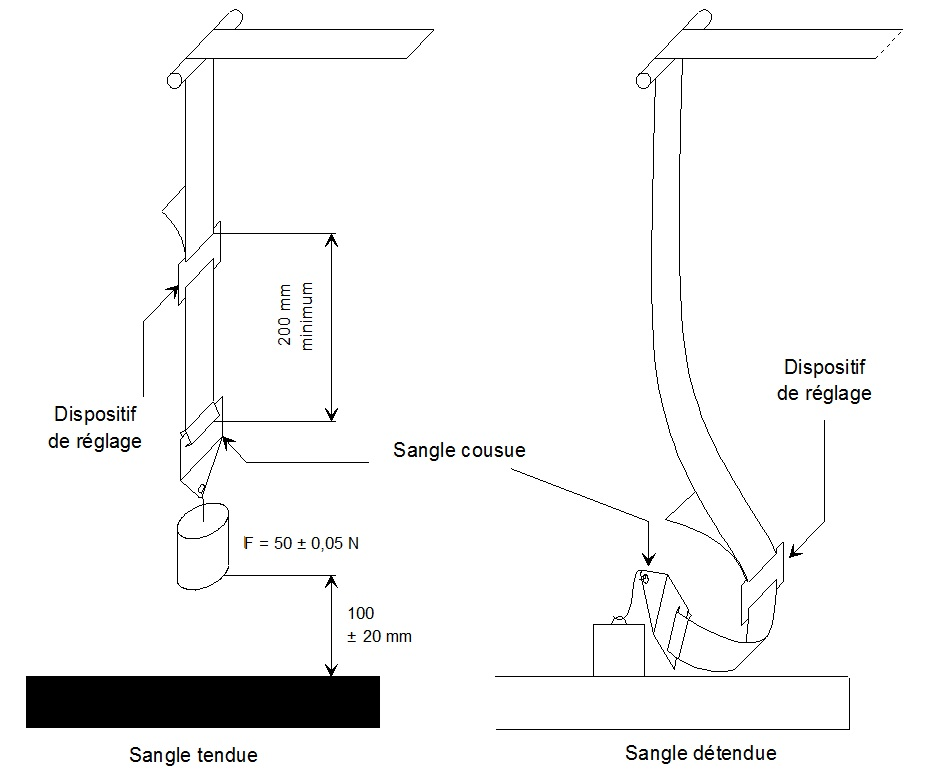 200 mm
minimum
Dispositif
de réglage
Dispositif
de réglage
Sangle cousue
F = 50 ± 0,05 N
100
± 20 mm
Sangle tendue
Sangle détendue